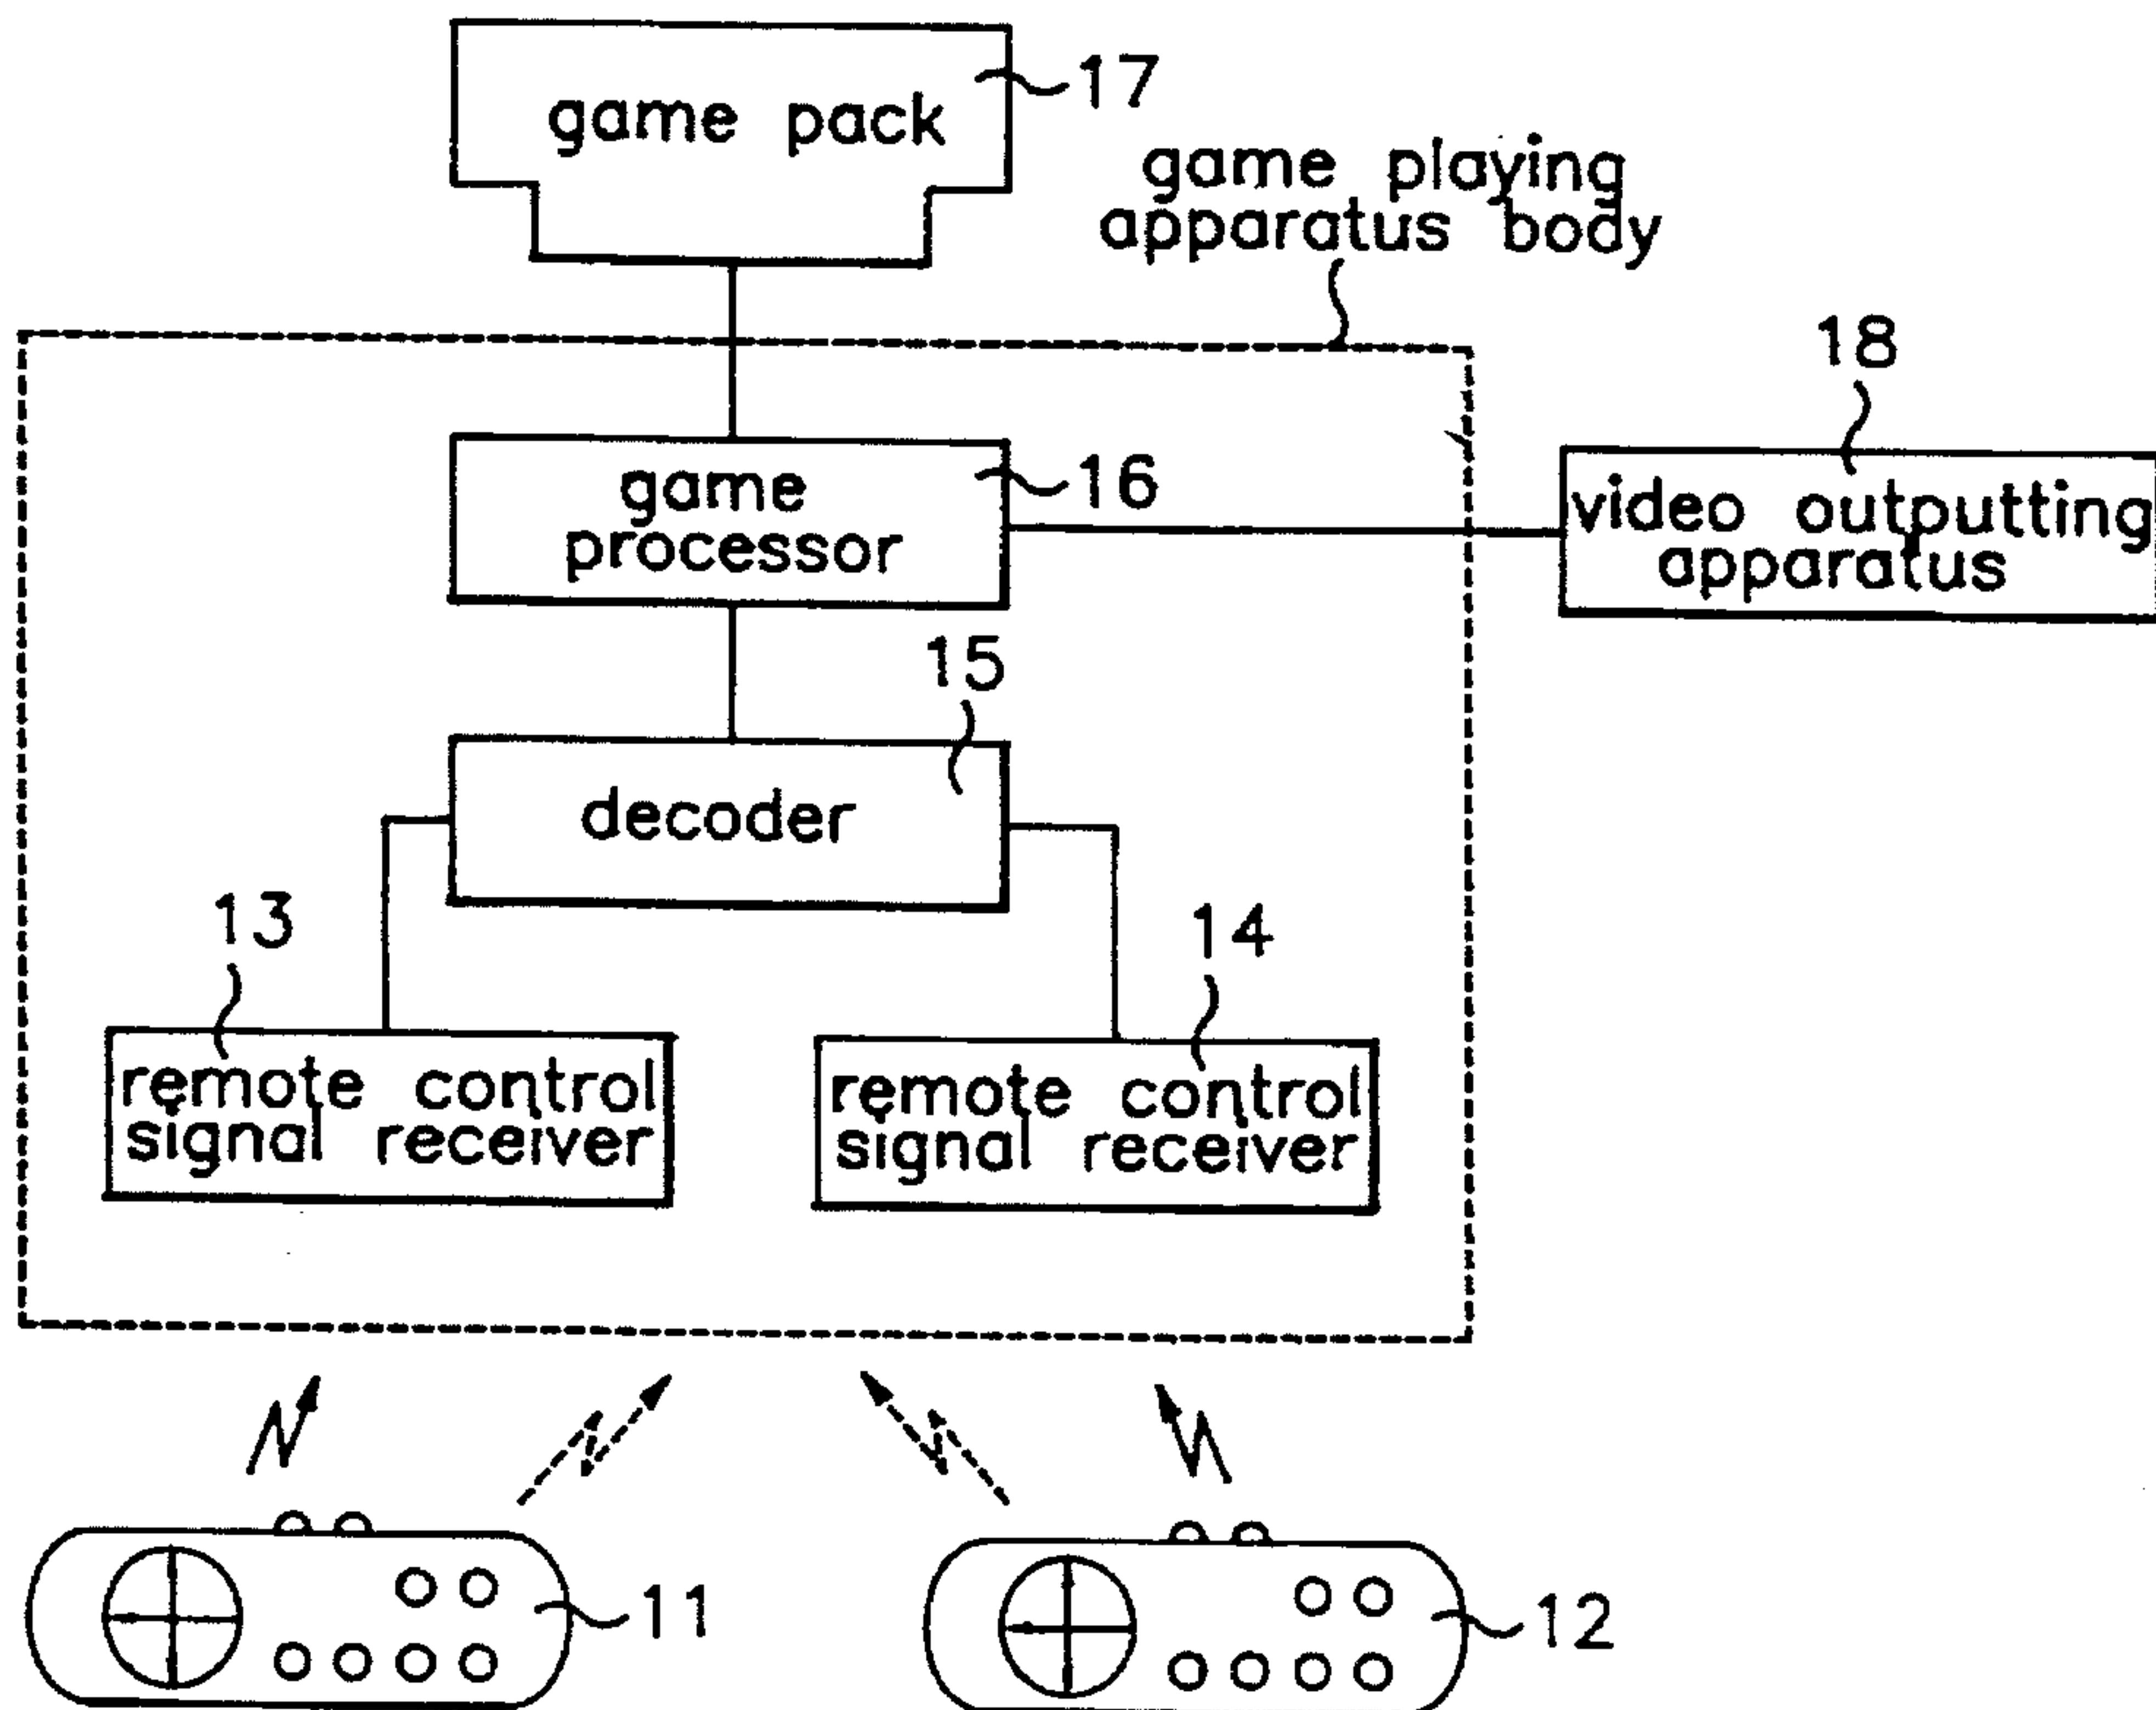 game pack
17
game playing
apparatus body
18
game
processor
16
video outputting
apparatus
15
decoder
13
14
remote control
signal receiver
remote control
signal receiver
11
12